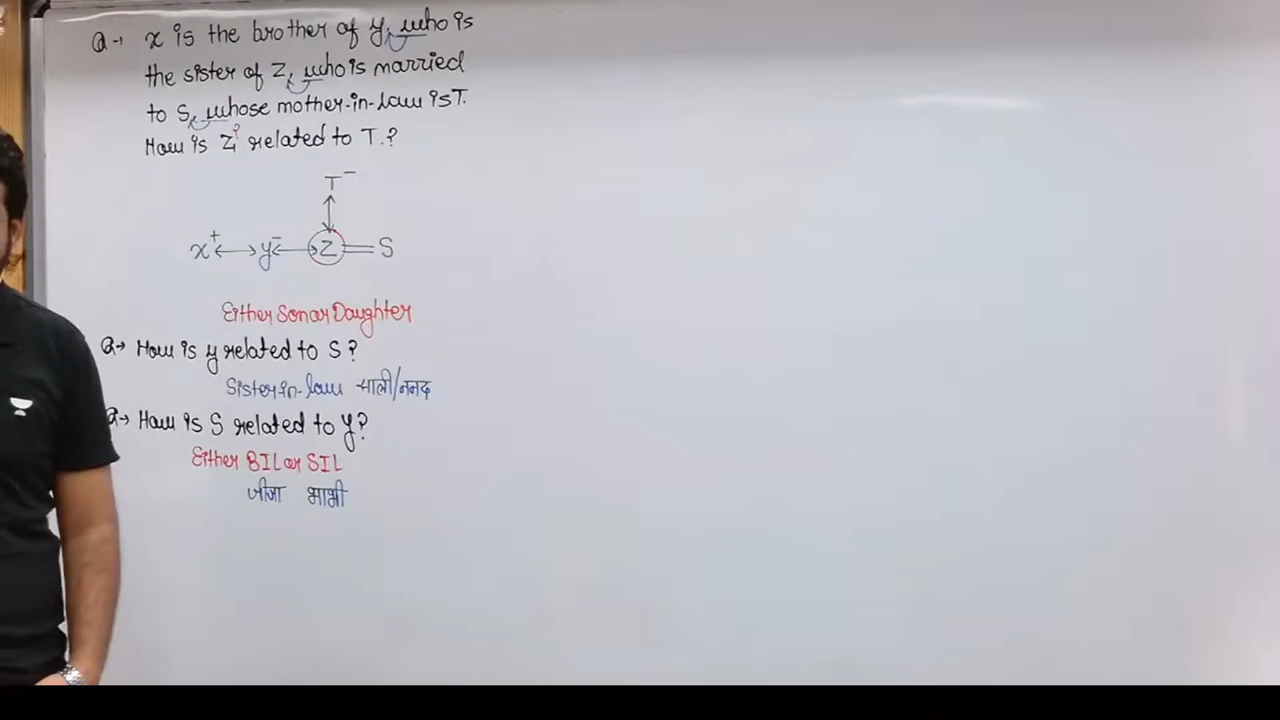 Q→ x is the brother of y, who is
the sister of Z, who is married
to S, whose mother-in-law is T.
How is Z? related to T.?
T −
x + y − Z S
Either Son or Daughter
Q→ How is y related to S?
Sister-in-law साली/ननद
Q→ How is S related to y?
Either BIL or SIL
जीजा भाभी